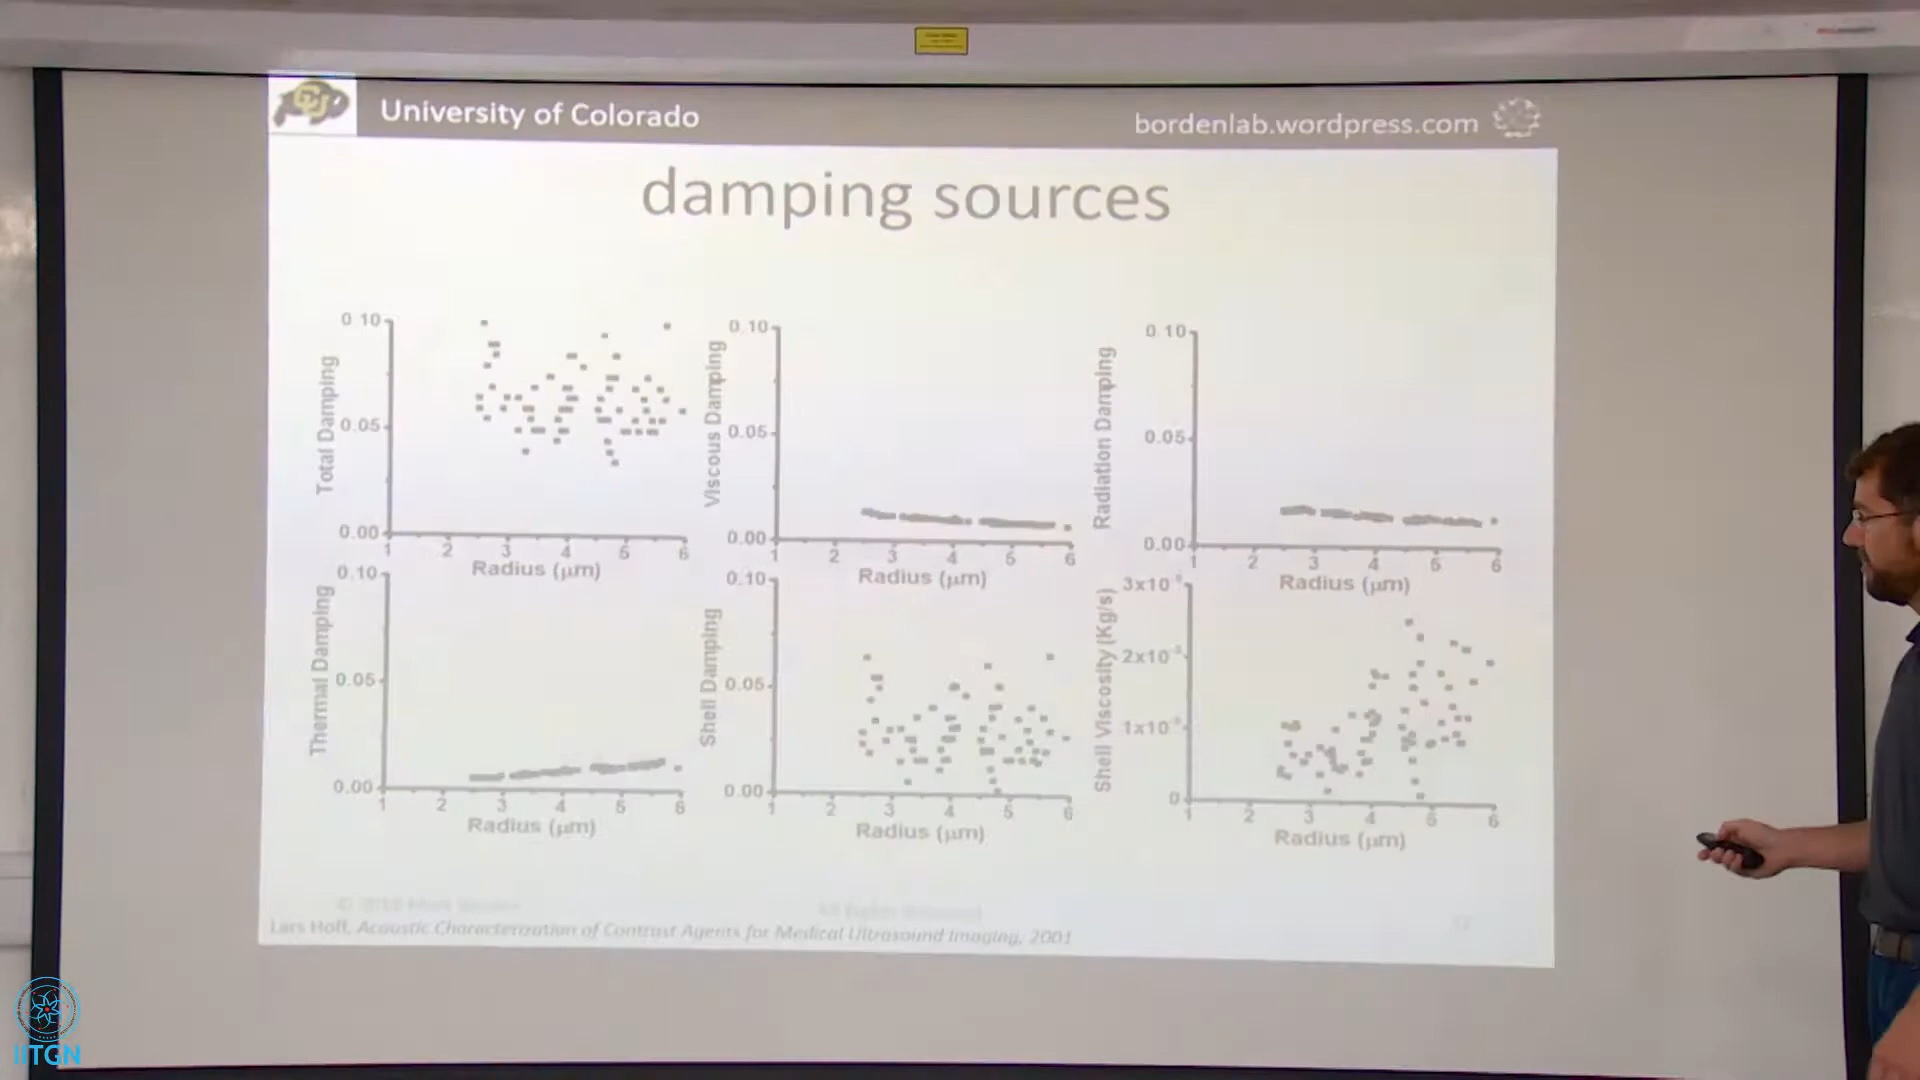 University of Colorado
bordenlab.wordpress.com
damping sources
Total Damping
0.10
0.05
0.00
1 2 3 4 5 6
Radius (µm)
Viscous Damping
0.10
0.05
0.00
2 3 4 5 6
Radius (µm)
Radiation Damping
0.10
0.05
0.00
1 2 3 4 5 6
Radius (µm)
Thermal Damping
0.10
0.05
0.00
1 2 3 4 5 6
Radius (µm)
Shell Damping
0.10
0.05
0.00
1 2 3 4 5 6
Radius (µm)
Shell Viscosity (Kg/s)
0
1 2 3 4 5 6
Radius (µm)
All Rights Reserved
Lars Hoff, Acoustic Characterization of Contrast Agents for Medical Ultrasound Imaging, 2001
IITGN